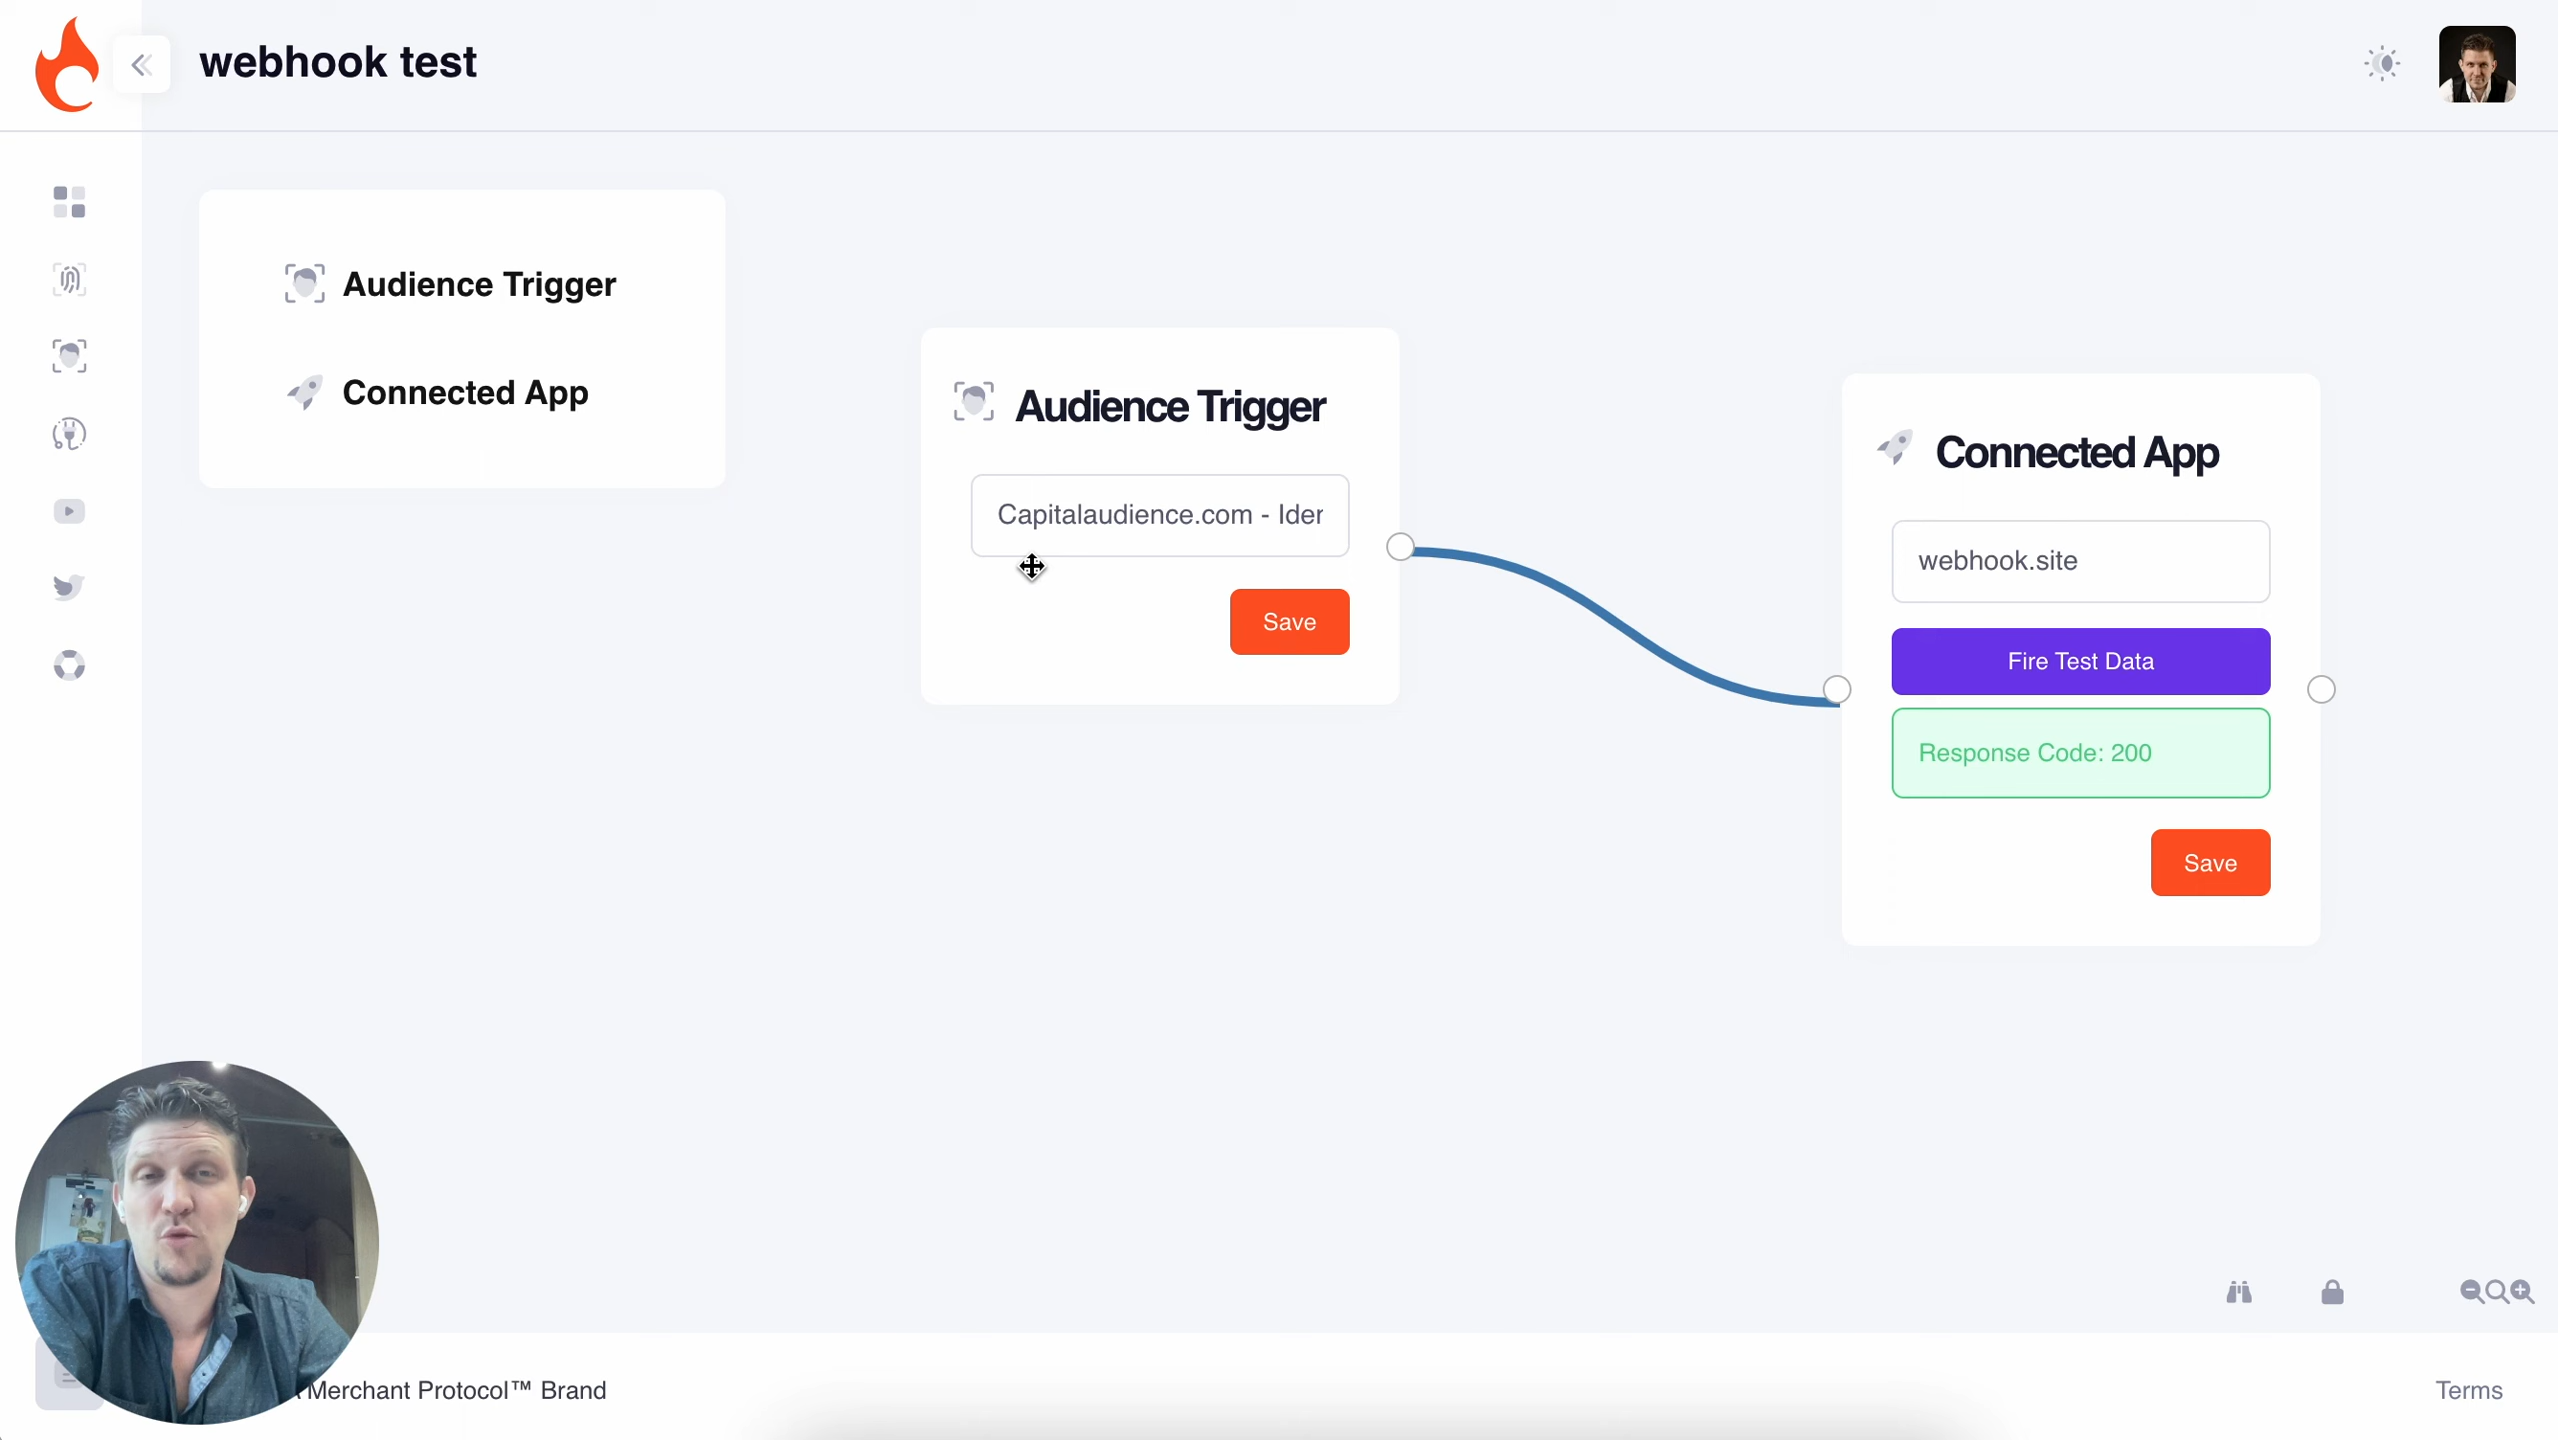 webhook test
Audience Trigger
Connected App
Audience Trigger
Capitalaudience.com - Ider
Save
Connected App
webhook.site
Fire Test Data
Response Code: 200
Save
Merchant Protocol™ Brand
Terms